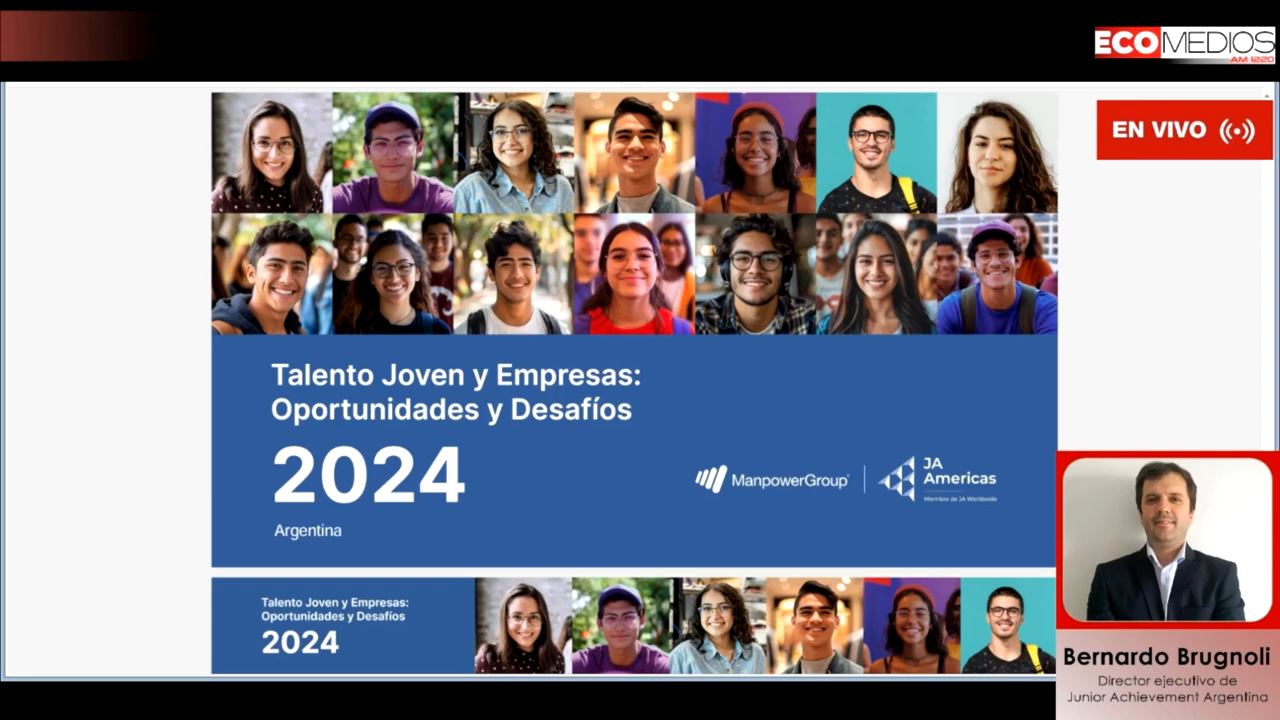 ECOMEDIOS
AM 1220
EN VIVO
Talento Joven y Empresas:
Oportunidades y Desafíos
2024
Argentina
ManpowerGroup
JA
Americas
Miembro de JA Worldwide
Talento Joven y Empresas:
Oportunidades y Desafíos
2024
Bernardo Brugnoli
Director ejecutivo de
Junior Achievement Argentina